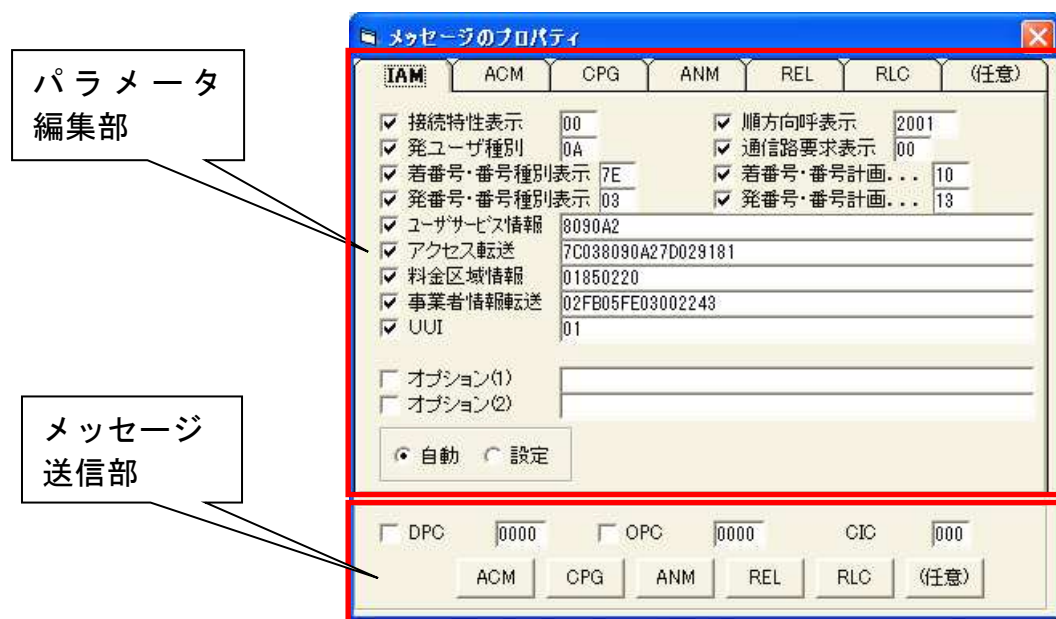 メッセージのプロパティ
パラメータ
編集部
IAM ACM CPG ANM REL RLC (任意)
接続特性表示 00 順方向呼表示 2001
発ユーザ種別 0A 通信路要求表示 00
着番号・番号種別表示 7E 着番号・番号計画... 10
発番号・番号種別表示 03 発番号・番号計画... 13
ユーザサービス情報 8090A2
アクセス転送 7C038090A27D029181
料金区域情報 01850220
事業者情報転送 02FB05FE03002243
UUI 01
オプション(1)
オプション(2)
自動 設定
メッセージ
送信部
DPC 0000 OPC 0000 CIC 000
ACM CPG ANM REL RLC (任意)